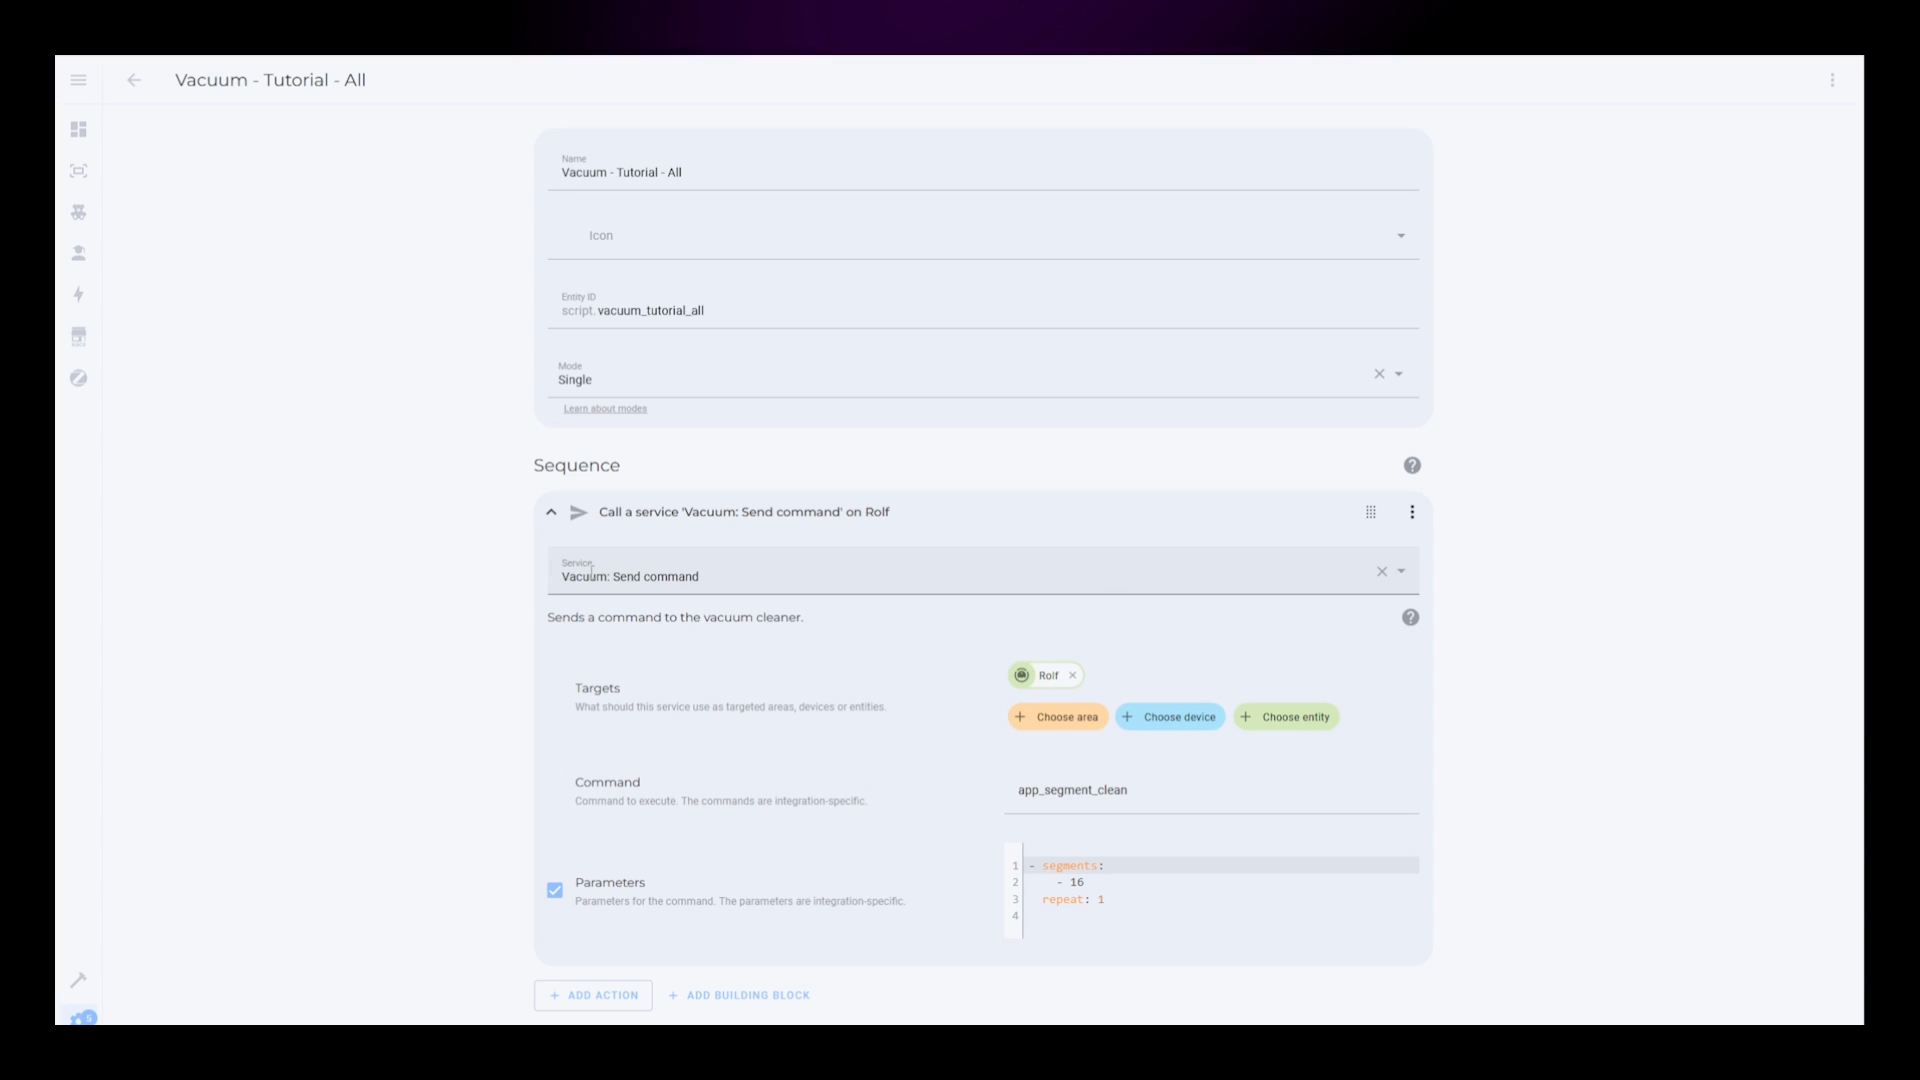 Vacuum - Tutorial - All
Name
Vacuum - Tutorial - All
Icon
Entity ID
script.vacuum_tutorial_all
Mode
Single
Learn about modes
Sequence
Call a service 'Vacuum: Send command' on Rolf
Service
Vacuum: Send command
Sends a command to the vacuum cleaner.
Targets
What should this service use as targeted areas, devices or entities.
Rolf
+ Choose area
+ Choose device
+ Choose entity
Command
Command to execute. The commands are integration-specific.
app_segment_clean
Parameters
Parameters for the command. The parameters are integration-specific.
1 - segments:
2 - 16
3 repeat: 1
4
+ ADD ACTION
+ ADD BUILDING BLOCK
5